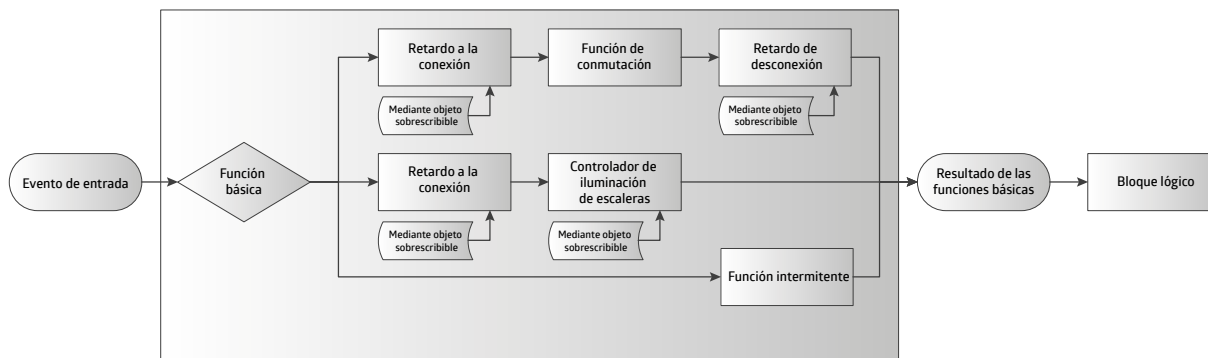 Retardo a la
conexión
Función de
conmutación
Retardo de
desconexión
Mediante objeto
sobrescribible
Mediante objeto
sobrescribible
Evento de entrada
Función
básica
Retardo a la
conexión
Controlador de
iluminación
de escaleras
Resultado de las
funciones básicas
Bloque lógico
Mediante objeto
sobrescribible
Mediante objeto
sobrescribible
Función intermitente